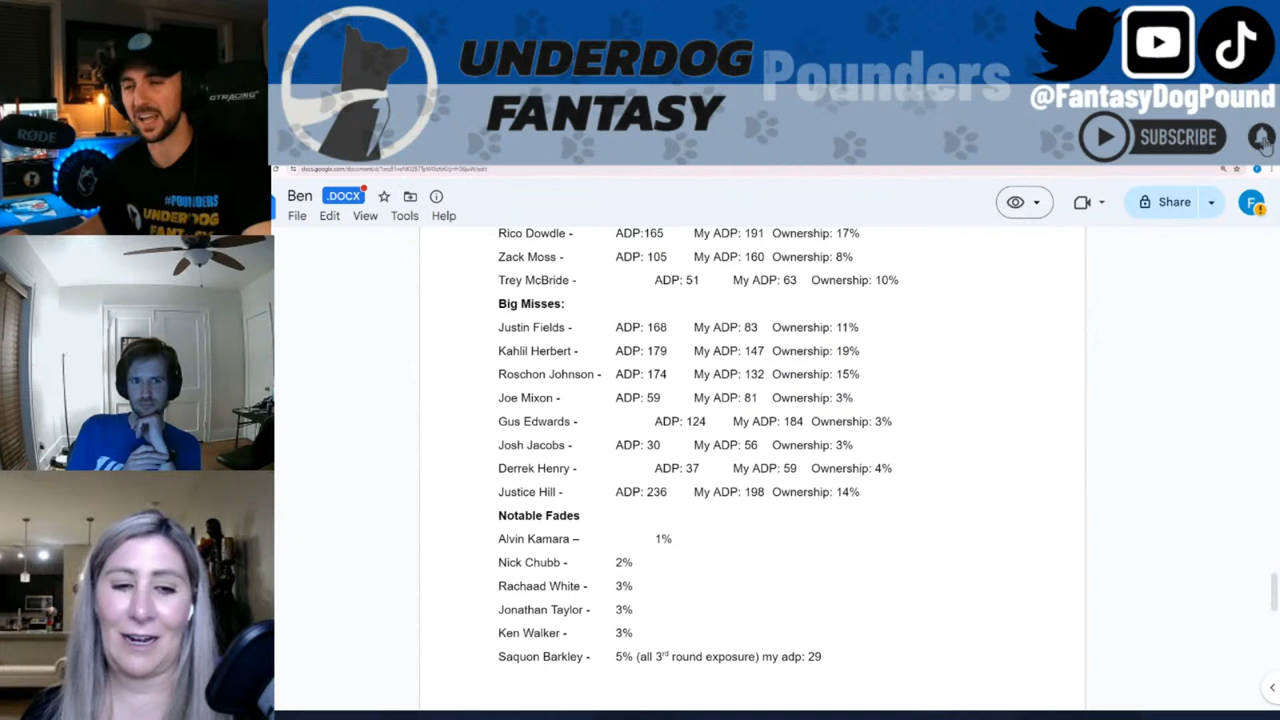 UNDERDOG
FANTASY
Pounders
@FantasyDogPound
SUBSCRIBE
GTRACING
RØDE
#POUNDERS
UNDERDOG
FANTASY
Ben .DOCX
File Edit View Tools Help
Share
F
Rico Dowdle - ADP:165 My ADP: 191 Ownership: 17%
Zack Moss - ADP: 105 My ADP: 160 Ownership: 8%
Trey McBride - ADP: 51 My ADP: 63 Ownership: 10%
Big Misses:
Justin Fields - ADP: 168 My ADP: 83 Ownership: 11%
Kahlil Herbert - ADP: 179 My ADP: 147 Ownership: 19%
Roschon Johnson - ADP: 174 My ADP: 132 Ownership: 15%
Joe Mixon - ADP: 59 My ADP: 81 Ownership: 3%
Gus Edwards - ADP: 124 My ADP: 184 Ownership: 3%
Josh Jacobs - ADP: 30 My ADP: 56 Ownership: 3%
Derrek Henry - ADP: 37 My ADP: 59 Ownership: 4%
Justice Hill - ADP: 236 My ADP: 198 Ownership: 14%
Notable Fades
Alvin Kamara – 1%
Nick Chubb - 2%
Rachaad White - 3%
Jonathan Taylor - 3%
Ken Walker - 3%
Saquon Barkley - 5% (all 3rd round exposure) my adp: 29